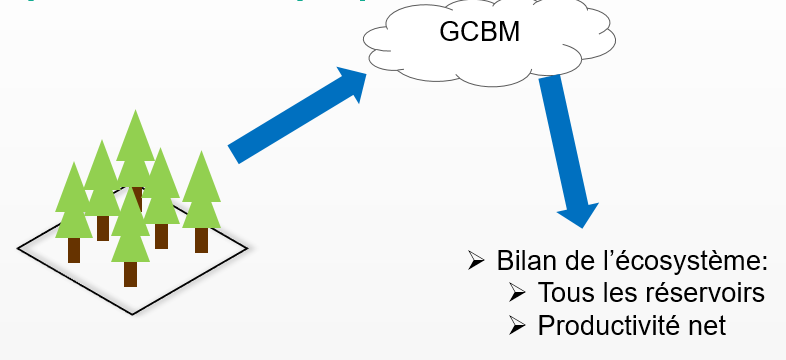 GCBM
Bilan de l'écosystème:
Tous les réservoirs
Productivité net